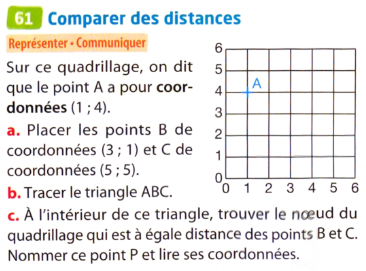 61 Comparer des distances
Représenter • Communiquer
Sur ce quadrillage, on dit
que le point A a pour coor-
données (1 ; 4).
a. Placer les points B de
coordonnées (3 ; 1) et C de
coordonnées (5 ; 5).
b. Tracer le triangle ABC.
c. À l'intérieur de ce triangle, trouver le nœud du
quadrillage qui est à égale distance des points B et C.
Nommer ce point P et lire ses coordonnées.
6
5
A
4
3
2
1
0
0 1 2 3 4 5 6